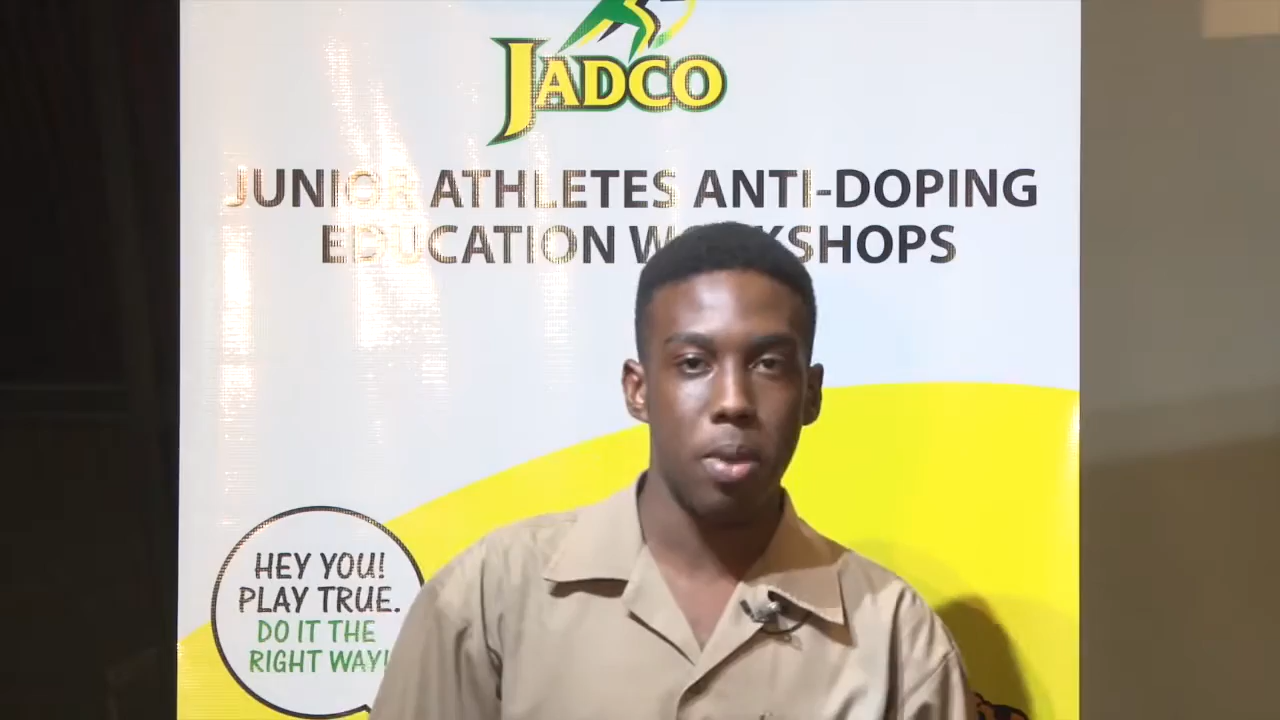 JADCO
JUNIOR ATHLETES ANTI-DOPING
EDUCATION WORKSHOPS
HEY YOU!
PLAY TRUE.
DO IT THE
RIGHT WAY!